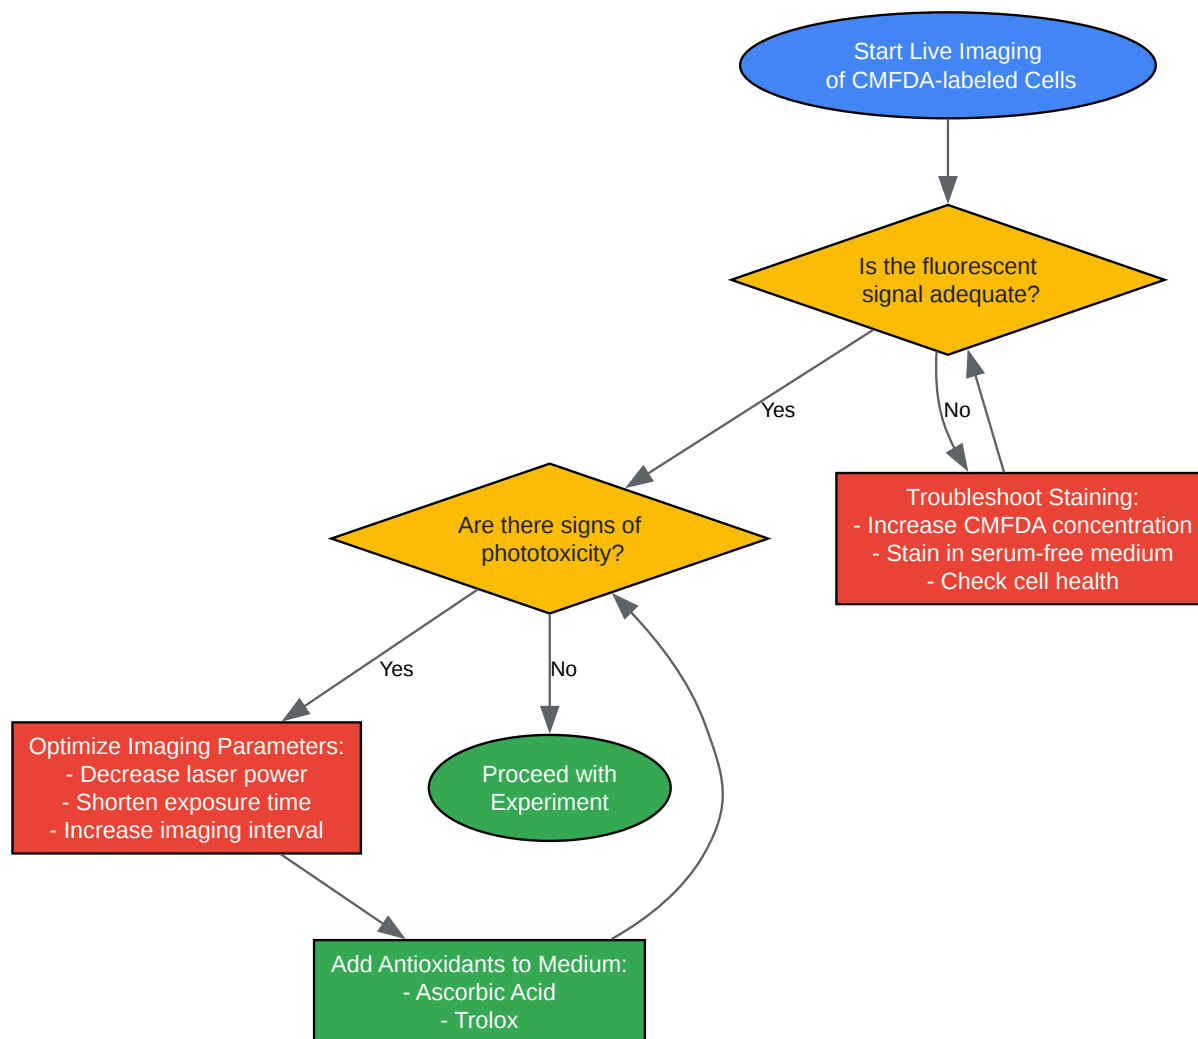 Start Live Imaging
of CMFDA-labeled Cells
Is the fluorescent
signal adequate?
Yes
No
Troubleshoot Staining:
- Increase CMFDA concentration
- Stain in serum-free medium
- Check cell health
Are there signs of
phototoxicity?
Yes
No
Optimize Imaging Parameters:
- Decrease laser power
- Shorten exposure time
- Increase imaging interval
Proceed with
Experiment
Add Antioxidants to Medium:
- Ascorbic Acid
- Trolox